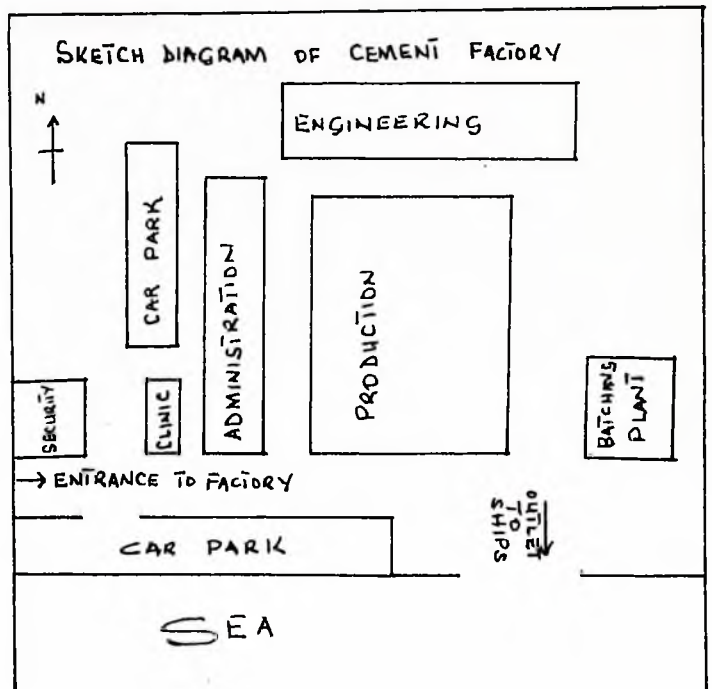 SKETCH DIAGRAM OF CEMENT FACTORY
N
ENGINEERING
CAR PARK
ADMINISTRATION
PRODUCTION
SECURITY
CLINIC
BATCHING
PLANT
→ ENTRANCE TO FACTORY
OUTLET
TO
SHIPS
CAR PARK
SEA